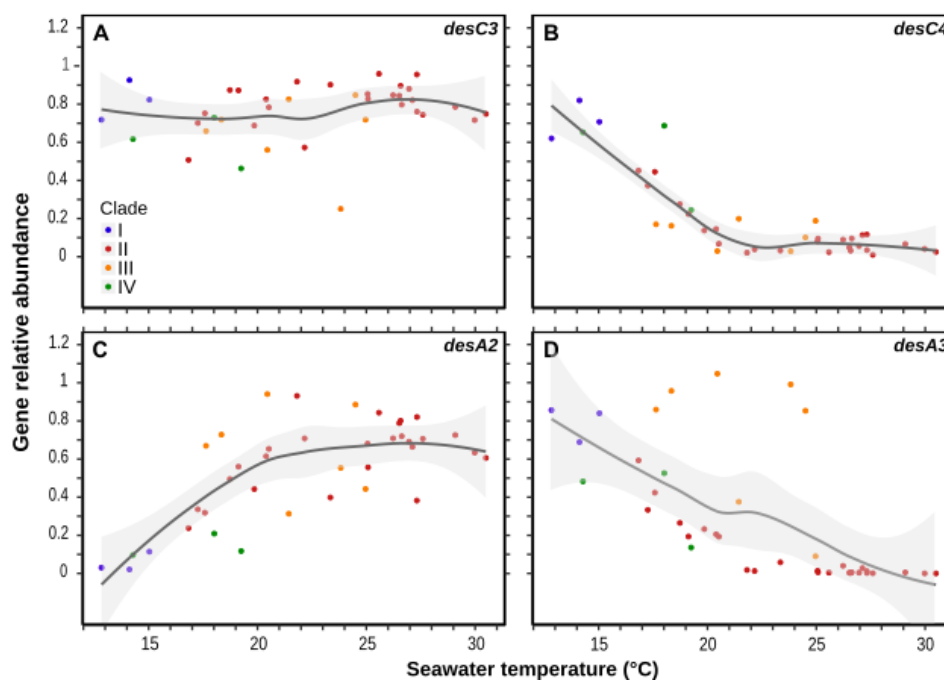 1.2
A
desC3
B
desC4
1
0.8
0.6
0.4
0.2
0
Clade
I
II
III
IV
Gene relative abundance
1.2
C
desA2
D
desA3
1
0.8
0.6
0.4
0.2
0
15 20 25 30 15 20 25 30
Seawater temperature (°C)